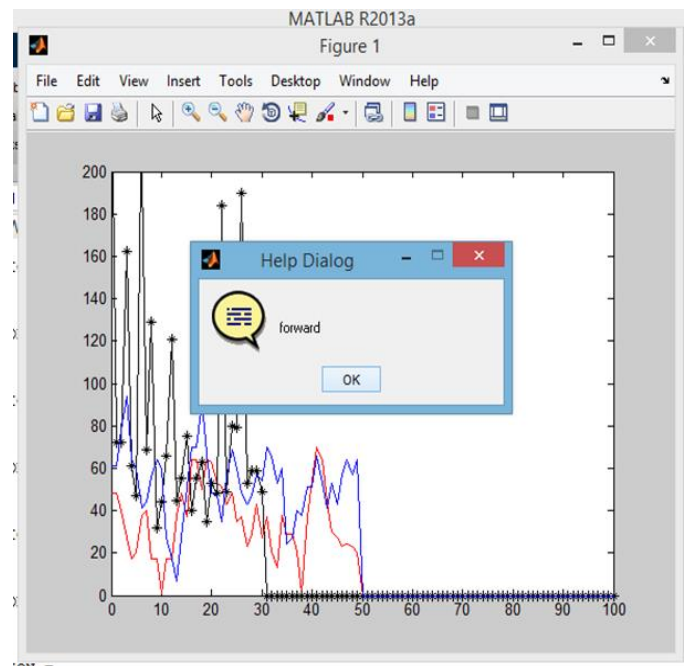 MATLAB R2013a
Figure 1
File Edit View Insert Tools Desktop Window Help
200
180
160
140
120
100
80
60
40
20
0
Help Dialog
forward
OK
0 10 20 30 40 50 60 70 80 90 100